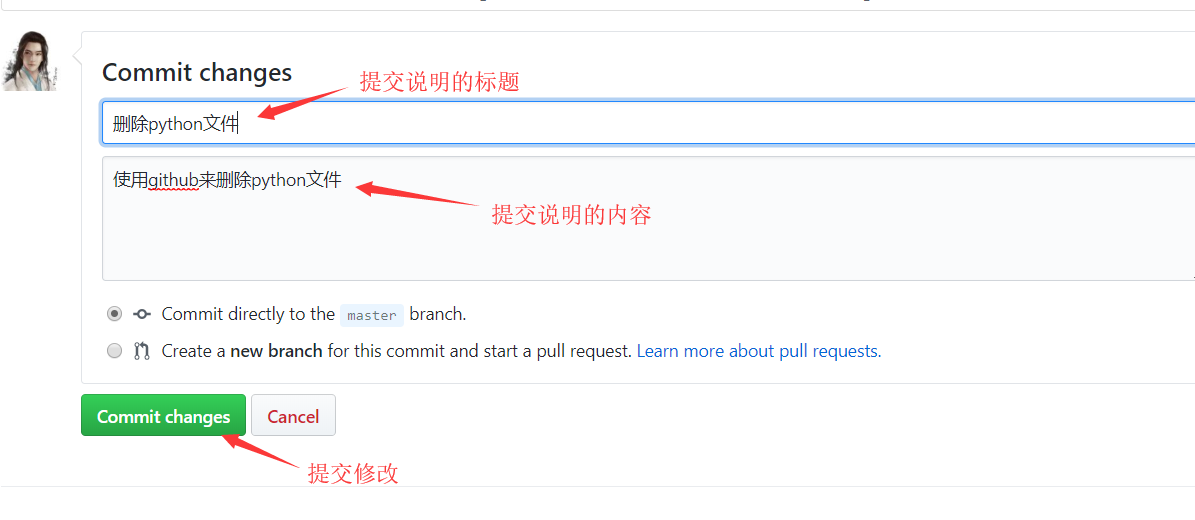 Commit changes
提交说明的标题
删除python文件
使用github来删除python文件
提交说明的内容
Commit directly to the master branch.
Create a new branch for this commit and start a pull request. Learn more about pull requests.
Commit changes
Cancel
提交修改